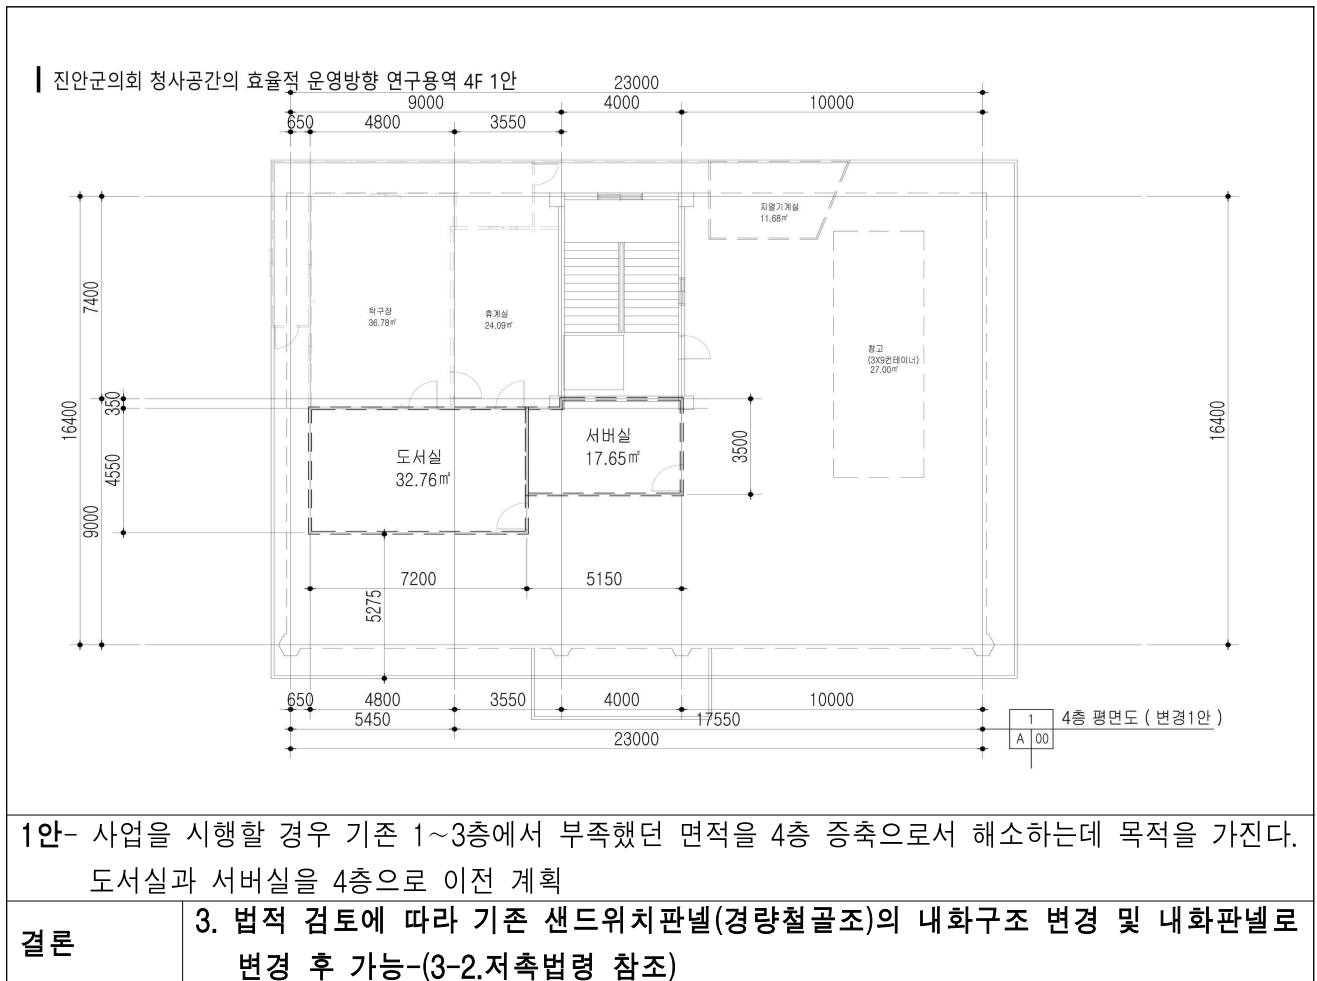 진안군의회 청사공간의 효율적 운영방향 연구용역 4F 1안
23000
9000 4000 10000
650 4800 3550
지열기계실
11.68㎡
7400
탁구장
36.78㎡
휴게실
24.09㎡
창고
(3X9컨테이너)
27.00㎡
350
16400
16400
서버실
17.65㎡
3500
도서실
32.76㎡
4550
9000
7200 5150
5275
650 4800 3550 4000 10000
5450 17550
23000
1 4층 평면도 ( 변경1안 )
A 00
1안- 사업을 시행할 경우 기존 1~3층에서 부족했던 면적을 4층 증축으로서 해소하는데 목적을 가진다.
도서실과 서버실을 4층으로 이전 계획
결론
3. 법적 검토에 따라 기존 샌드위치판넬(경량철골조)의 내화구조 변경 및 내화판넬로
변경 후 가능-(3-2.저촉법령 참조)